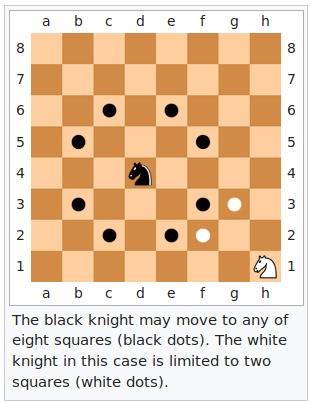 a b c d e f g h
8 8
7 7
6 6
5 5
4 4
3 3
2 2
1 1
a b c d e f g h
The black knight may move to any of
eight squares (black dots). The white
knight in this case is limited to two
squares (white dots).